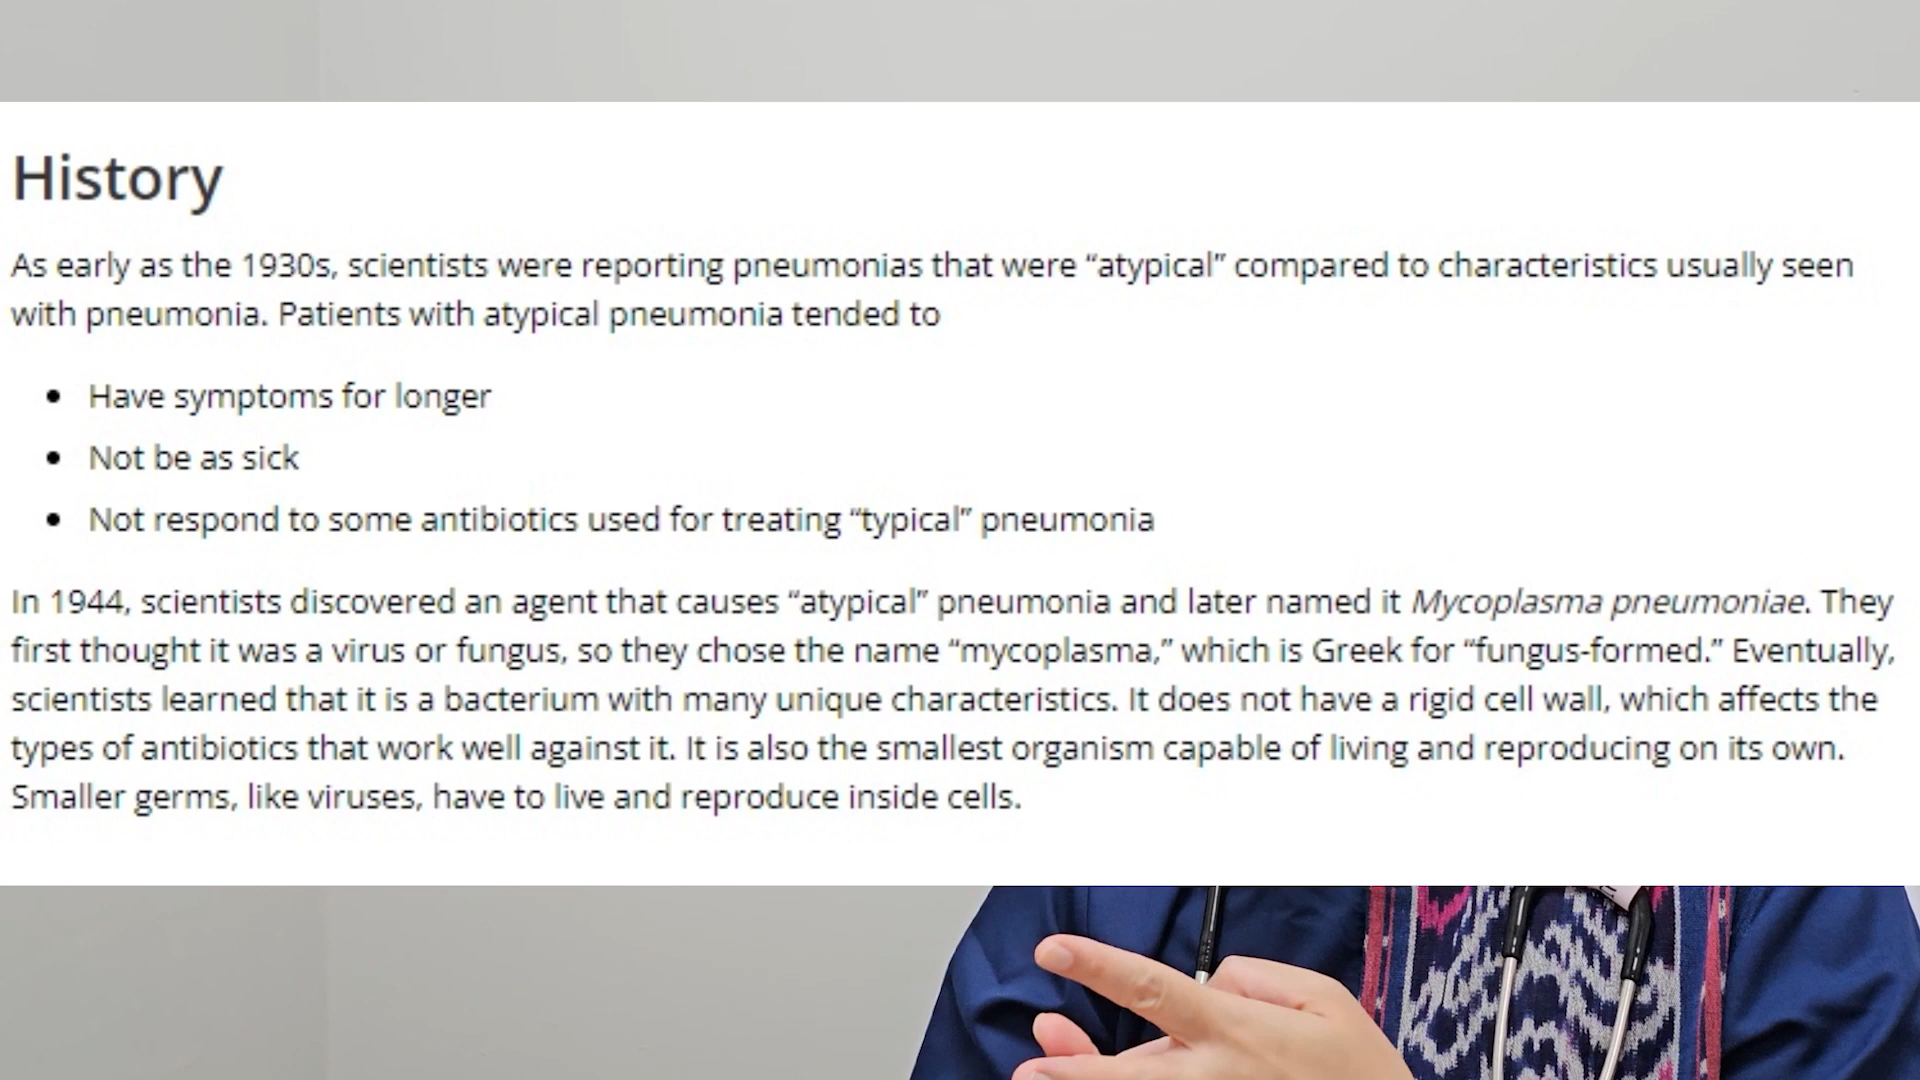 History
As early as the 1930s, scientists were reporting pneumonias that were “atypical” compared to characteristics usually seen
with pneumonia. Patients with atypical pneumonia tended to
• Have symptoms for longer
• Not be as sick
• Not respond to some antibiotics used for treating “typical” pneumonia
In 1944, scientists discovered an agent that causes “atypical” pneumonia and later named it Mycoplasma pneumoniae. They
first thought it was a virus or fungus, so they chose the name “mycoplasma,” which is Greek for “fungus-formed.” Eventually,
scientists learned that it is a bacterium with many unique characteristics. It does not have a rigid cell wall, which affects the
types of antibiotics that work well against it. It is also the smallest organism capable of living and reproducing on its own.
Smaller germs, like viruses, have to live and reproduce inside cells.